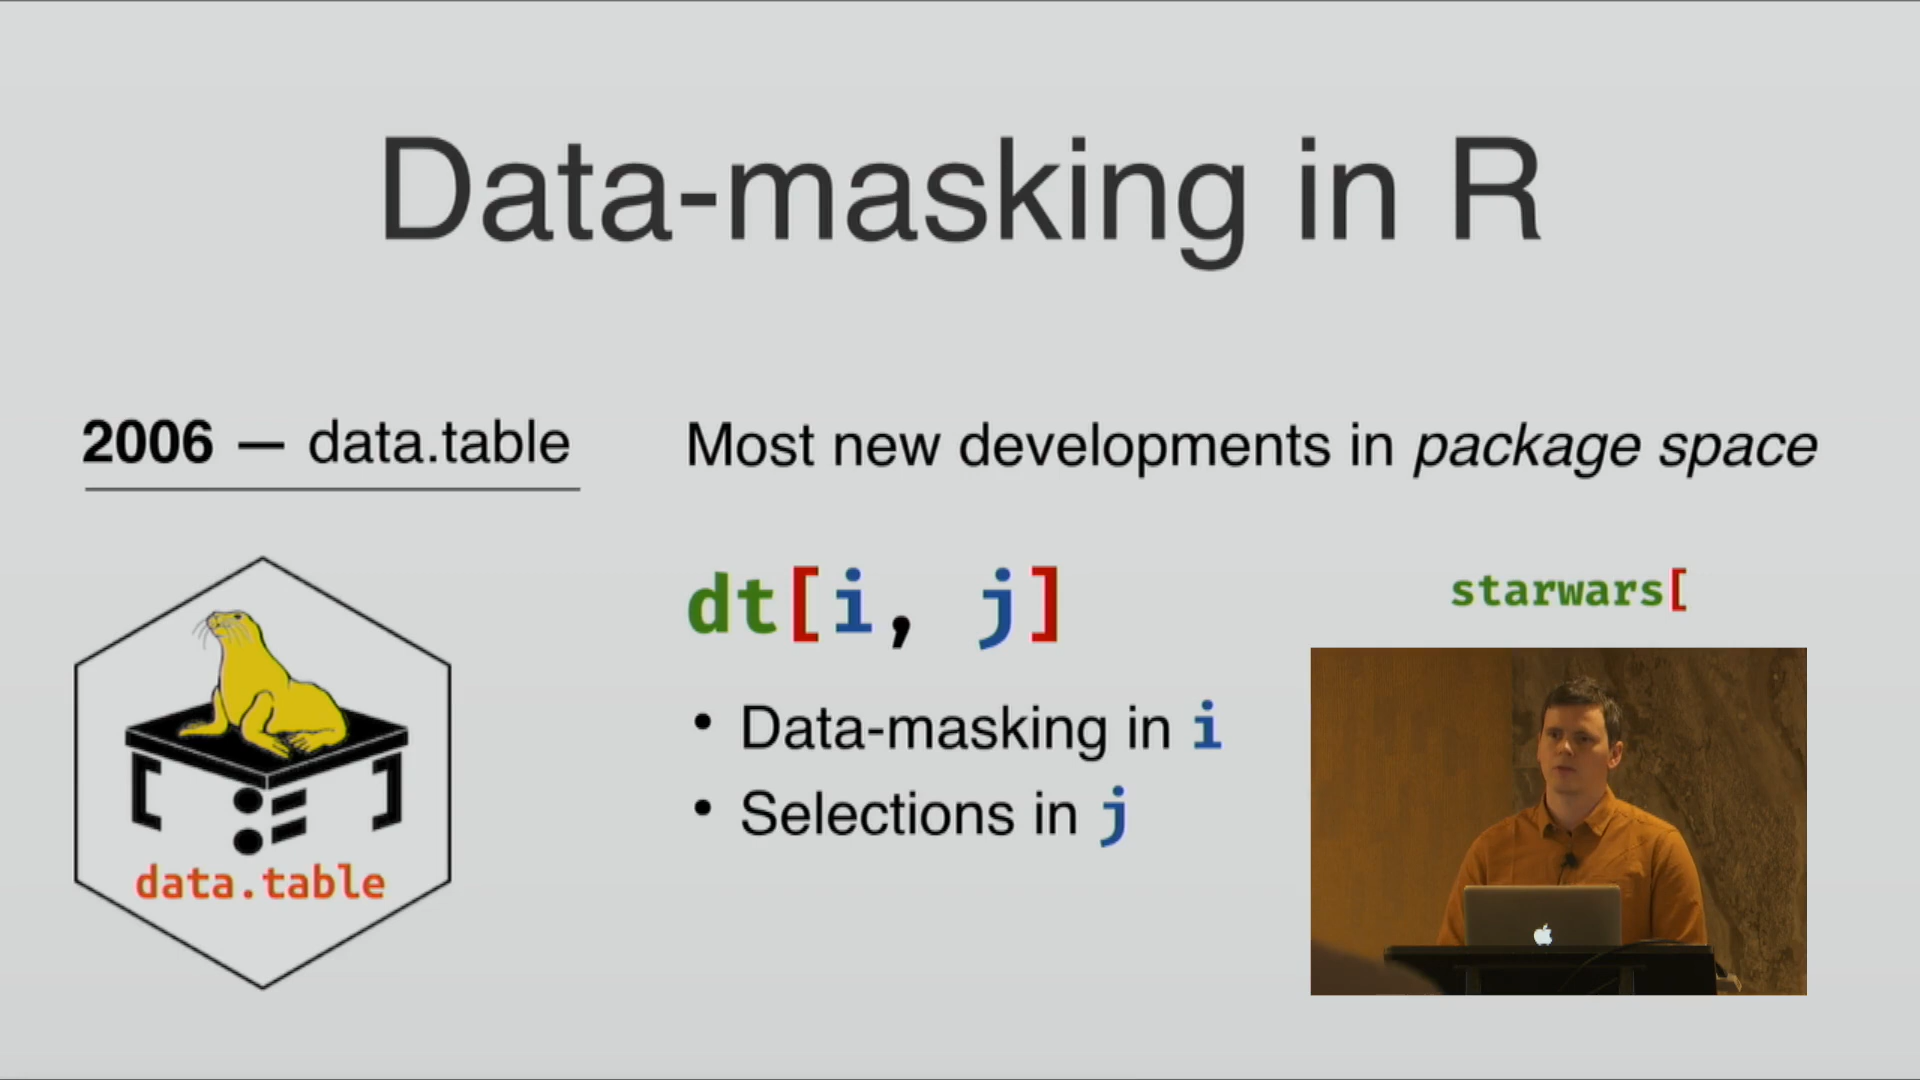 Data-masking in R
2006 — data.table
Most new developments in package space
dt[i, j]
starwars[
• Data-masking in i
• Selections in j
data.table